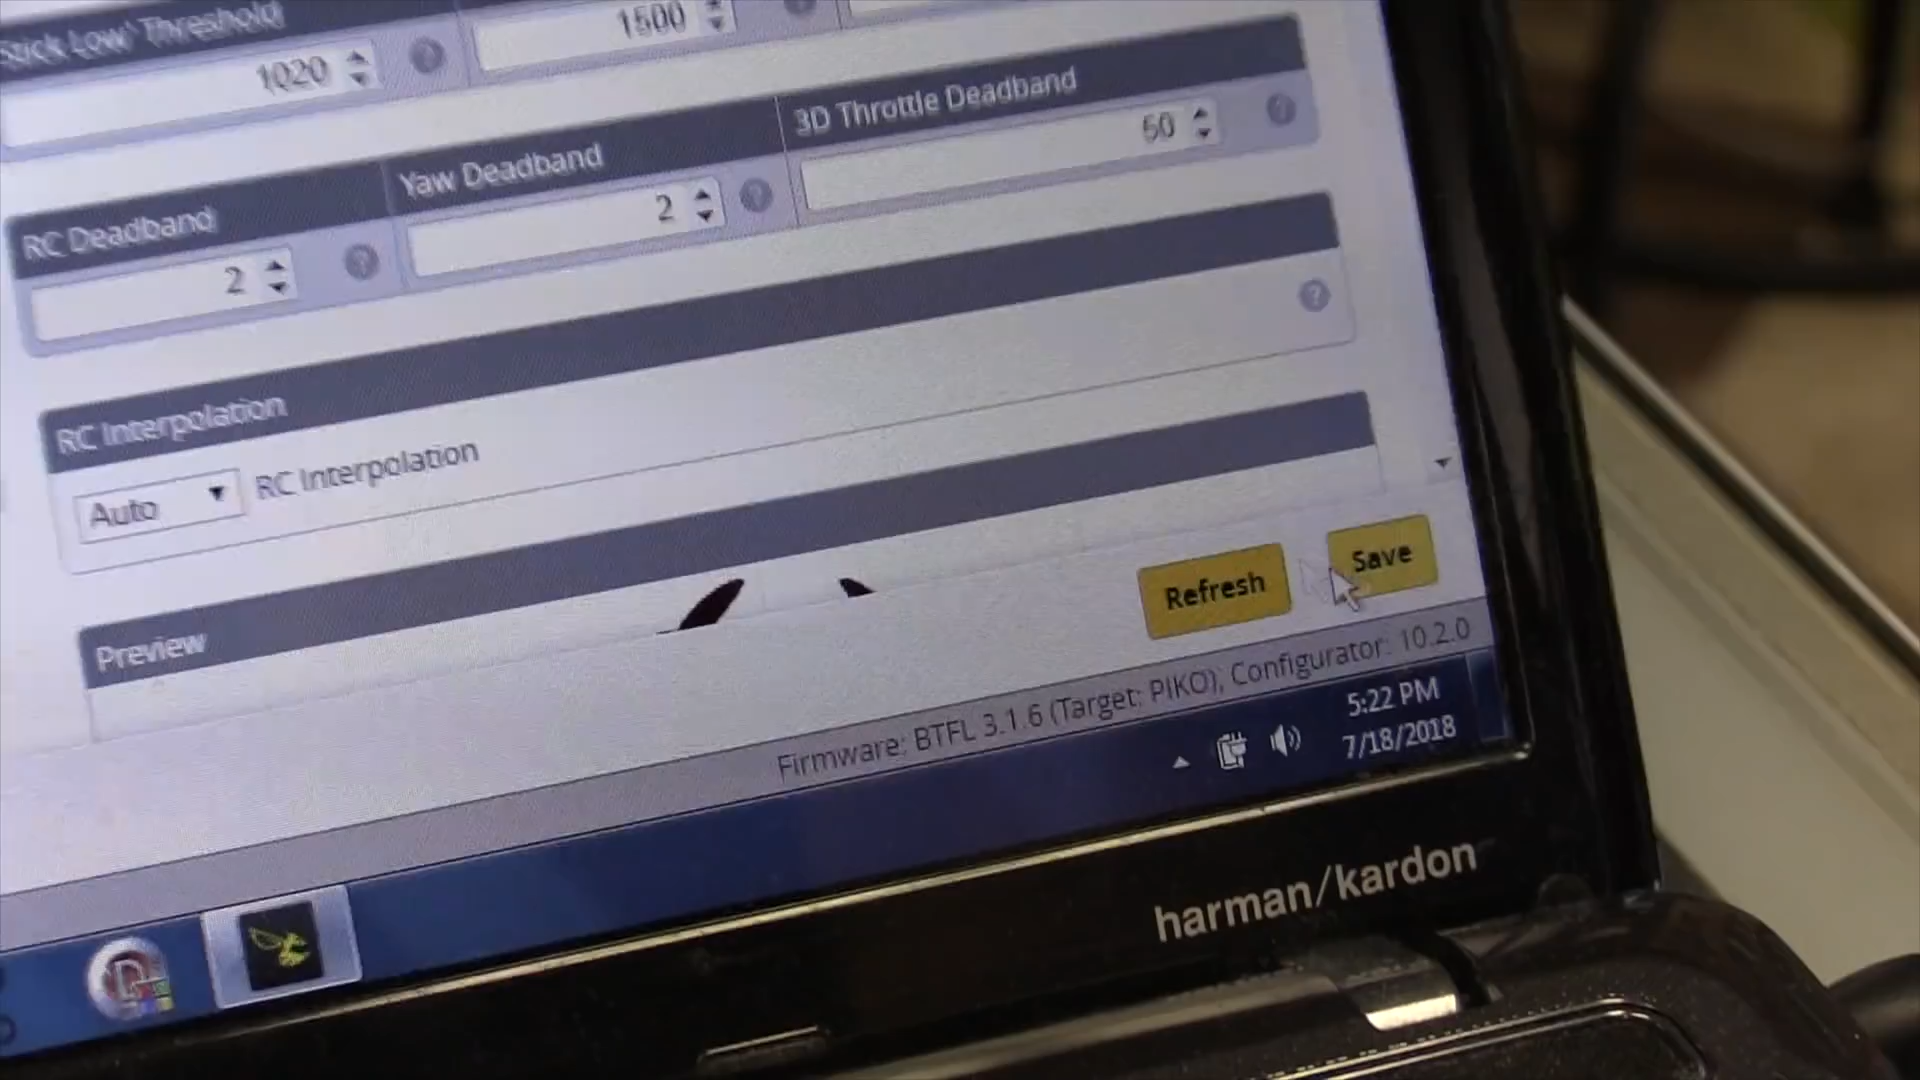 Stick Low' Threshold
1020
1500
RC Deadband
Yaw Deadband
3D Throttle Deadband
2
2
50
RC Interpolation
Auto
RC Interpolation
Preview
Refresh
Save
Firmware: BTFL 3.1.6 (Target: PIKO), Configurator: 10.2.0
5:22 PM
7/18/2018
harman/kardon